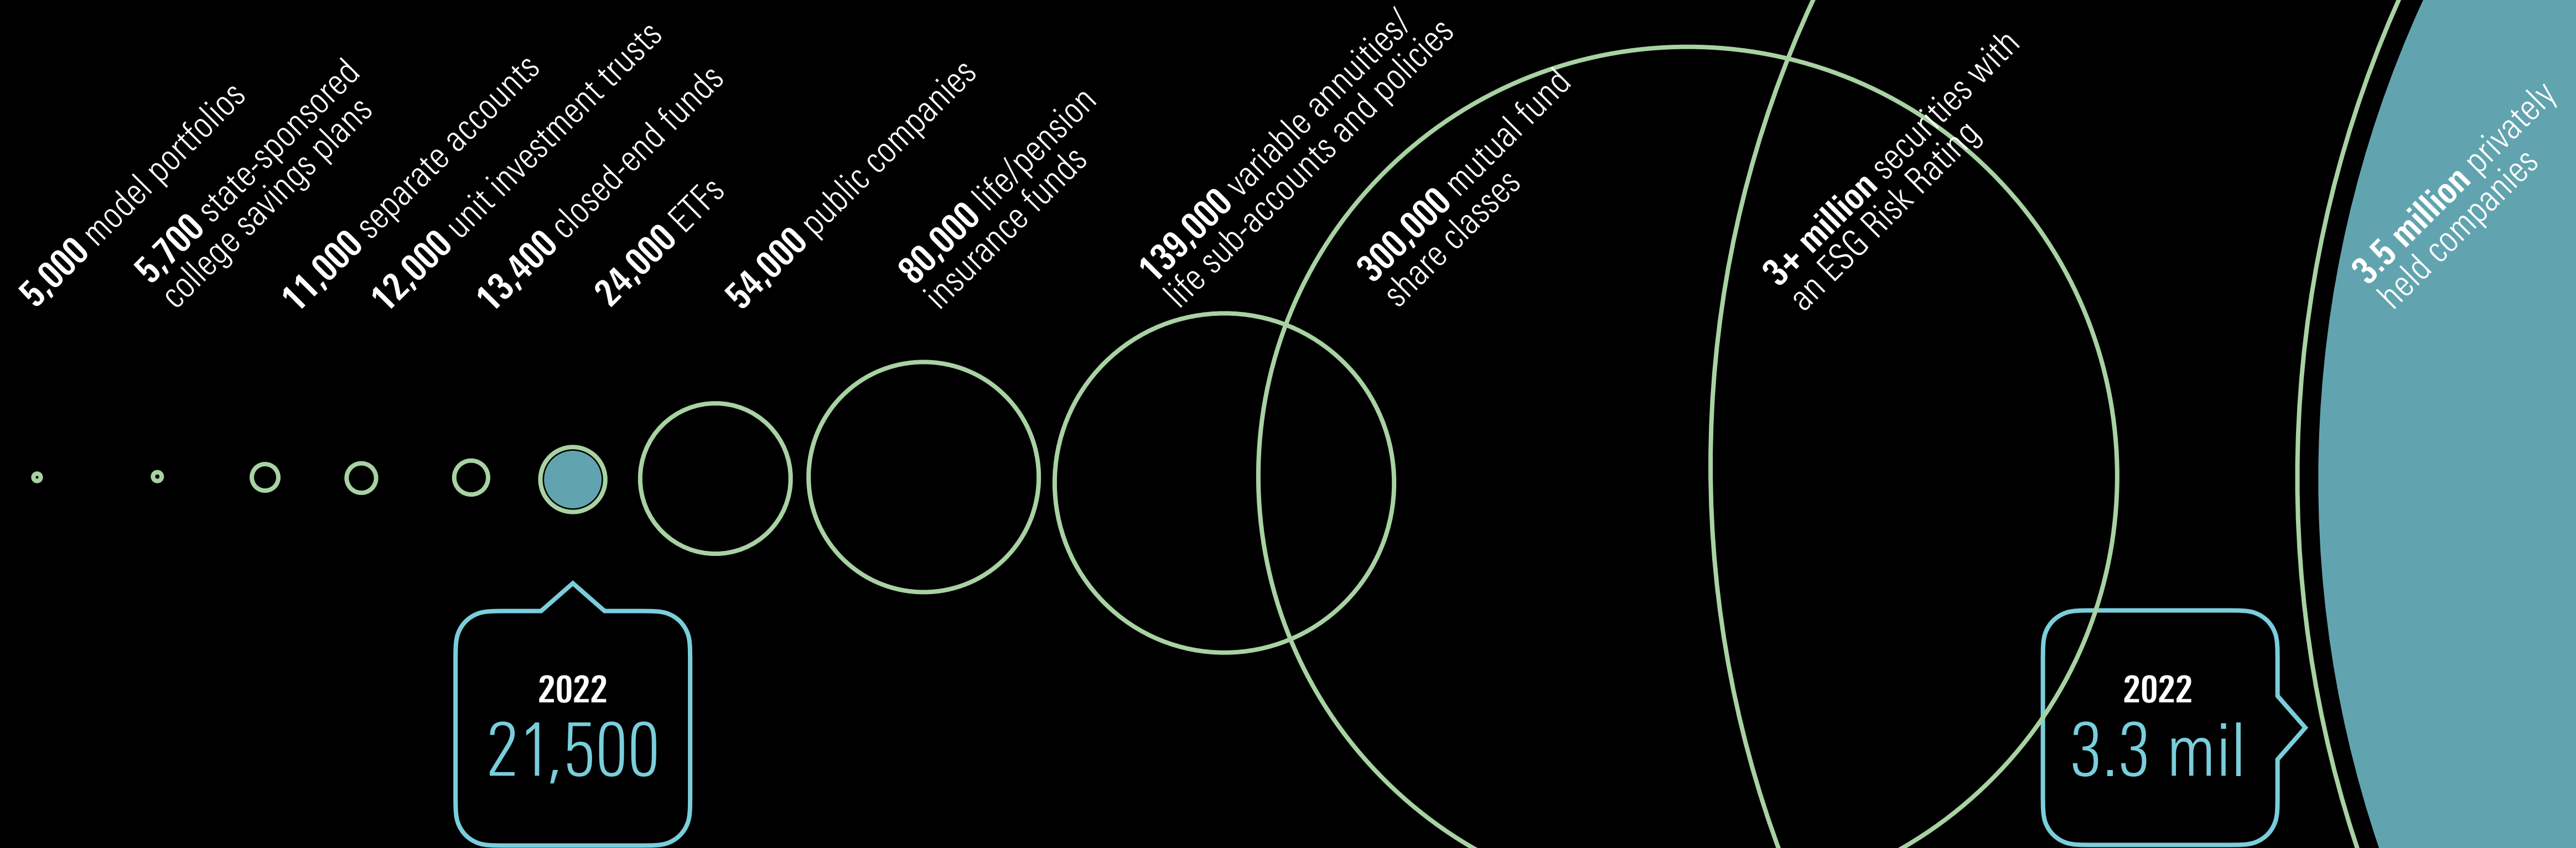 5,000 model portfolios
5,700 state-sponsored
college savings plans
11,000 separate accounts
12,000 unit investment trusts
13,400 closed-end funds
24,000 ETFs
54,000 public companies
80,000 life/pension
insurance funds
139,000 variable annuities/
life sub-accounts and policies
300,000 mutual fund
share classes
3+ million securities with
an ESG Risk Rating
3.5 million privately
held companies
2022
21,500
2022
3.3 mil